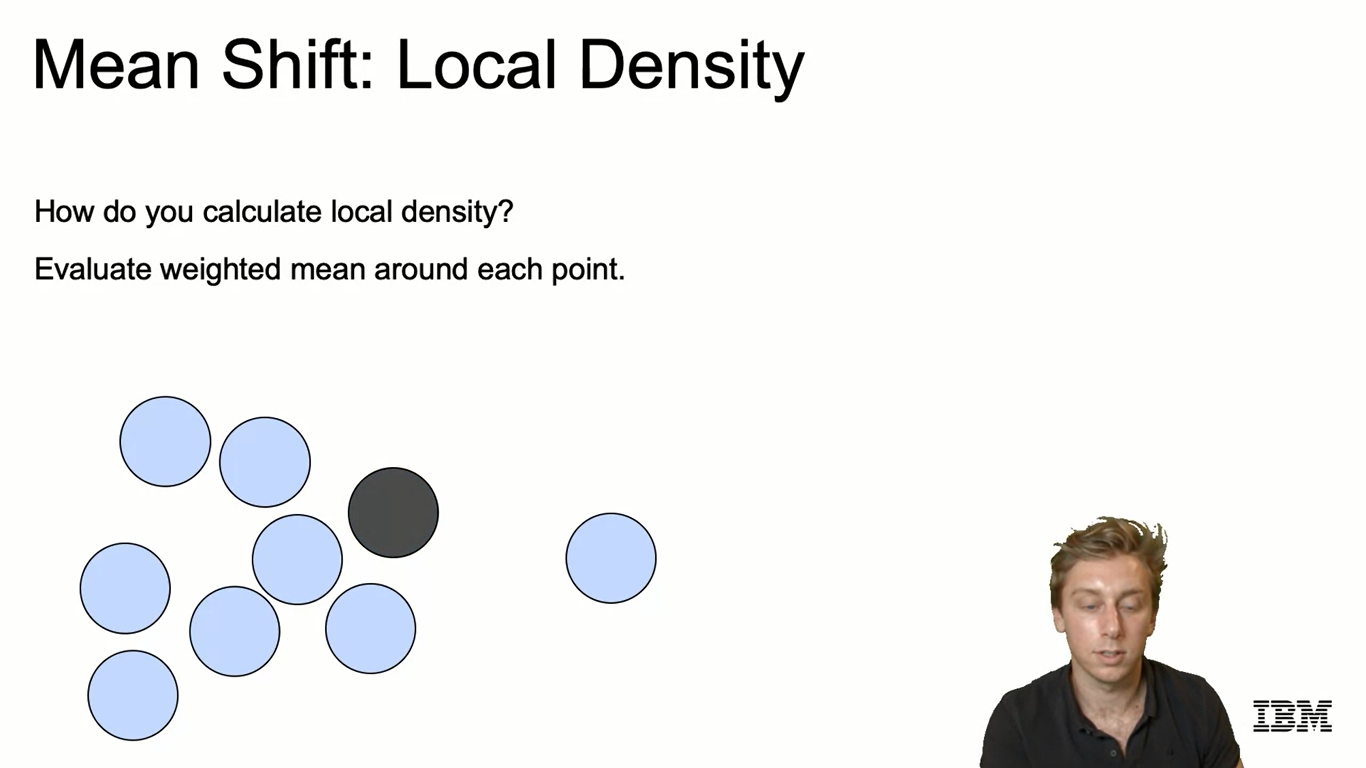 Mean Shift: Local Density
How do you calculate local density?
Evaluate weighted mean around each point.
IBM